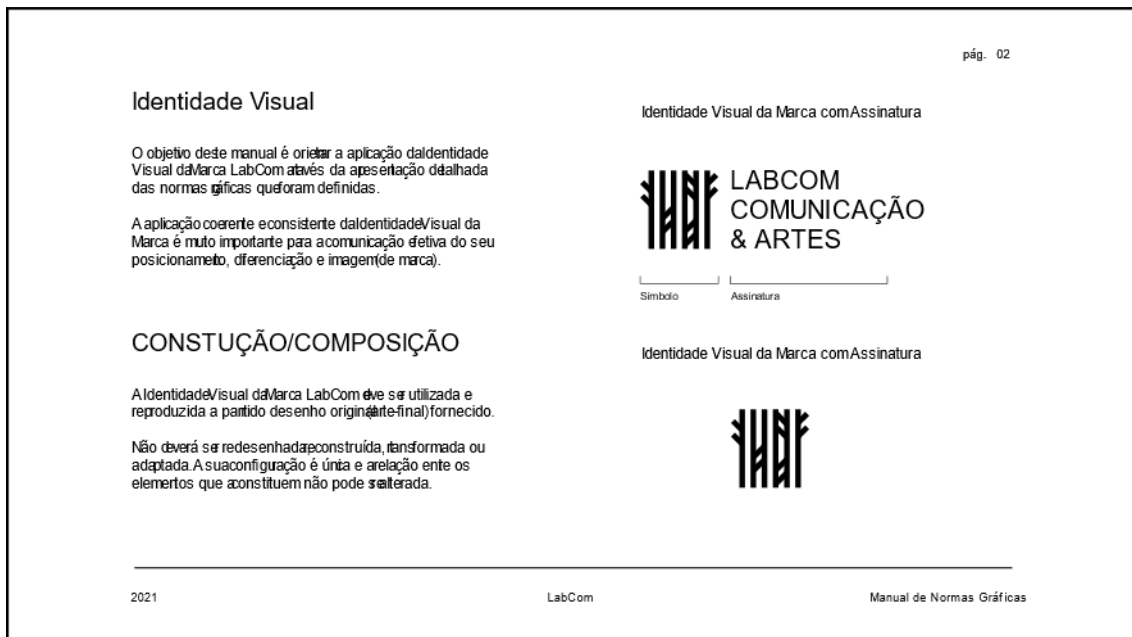 pág. 02
Identidade Visual
O objetivo deste manual é orientar a aplicação da Identidade
Visual da Marca LabCom através da apresentação detalhada
das normas gráficas que foram definidas.
A aplicação coerente e consistente da Identidade Visual da
Marca é muto importante para a comunicação efetiva do seu
posicionamento, diferenciação e imagem (de marca).
CONSTUÇÃO/COMPOSIÇÃO
A Identidade Visual da Marca LabCom deve ser utilizada e
reproduzida a partido desenho original (arte-final) fornecido.
Não deverá ser redesenhada, reconstruída, transformada ou
adaptada. A sua configuração é única e a relação entre os
elementos que a constituem não pode ser alterada.
Identidade Visual da Marca com Assinatura
LABCOM
COMUNICAÇÃO
& ARTES
Símbolo Assinatura
Identidade Visual da Marca com Assinatura
2021 LabCom Manual de Normas Gráficas